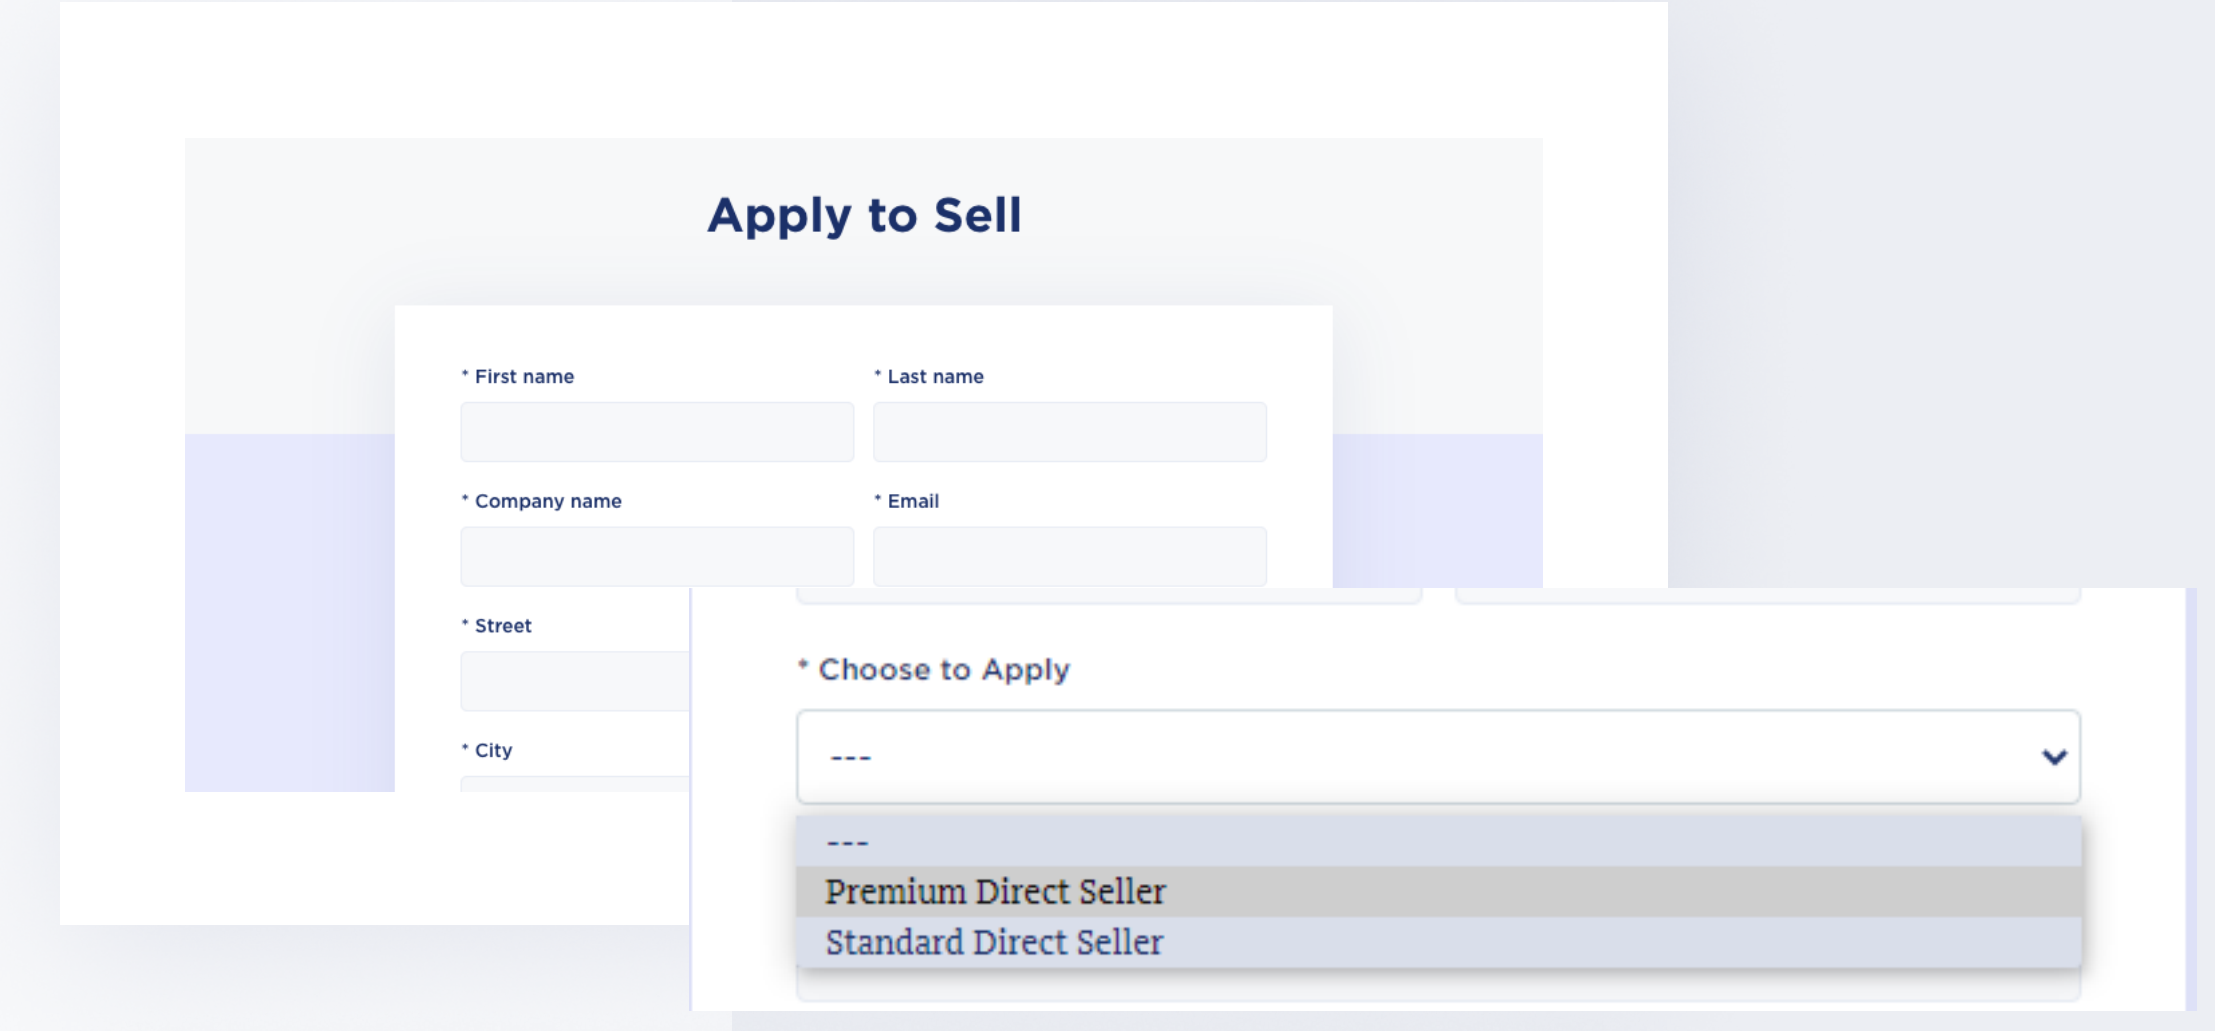 Apply to Sell
* First name
* Last name
* Company name
* Email
* Street
* City
* Choose to Apply
---
---
Premium Direct Seller
Standard Direct Seller